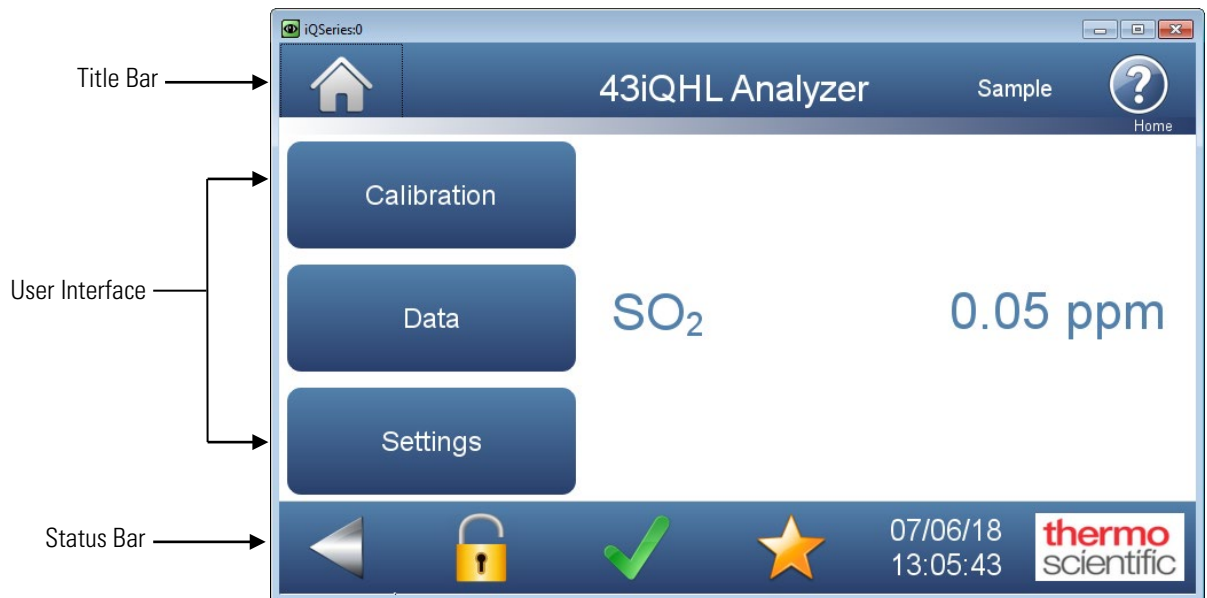 iQSeries:0
Title Bar
43iQHL Analyzer
Sample
?
Home
Calibration
User Interface
Data
SO₂
0.05 ppm
Settings
Status Bar
07/06/18
13:05:43
thermo
scientific